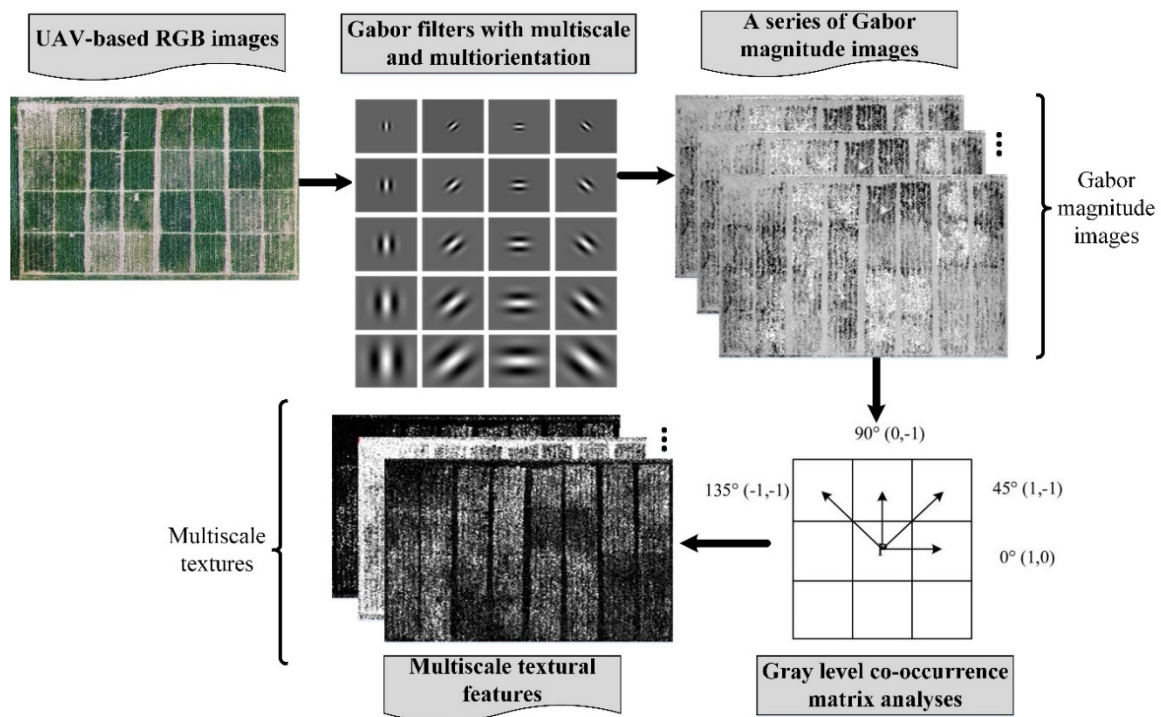 UAV-based RGB images
Gabor filters with multiscale
and multiorientation
A series of Gabor
magnitude images
Gabor
magnitude
images
90° (0,-1)
135° (-1,-1)
45° (1,-1)
0° (1,0)
Multiscale
textures
Multiscale textural
features
Gray level co-occurrence
matrix analyses